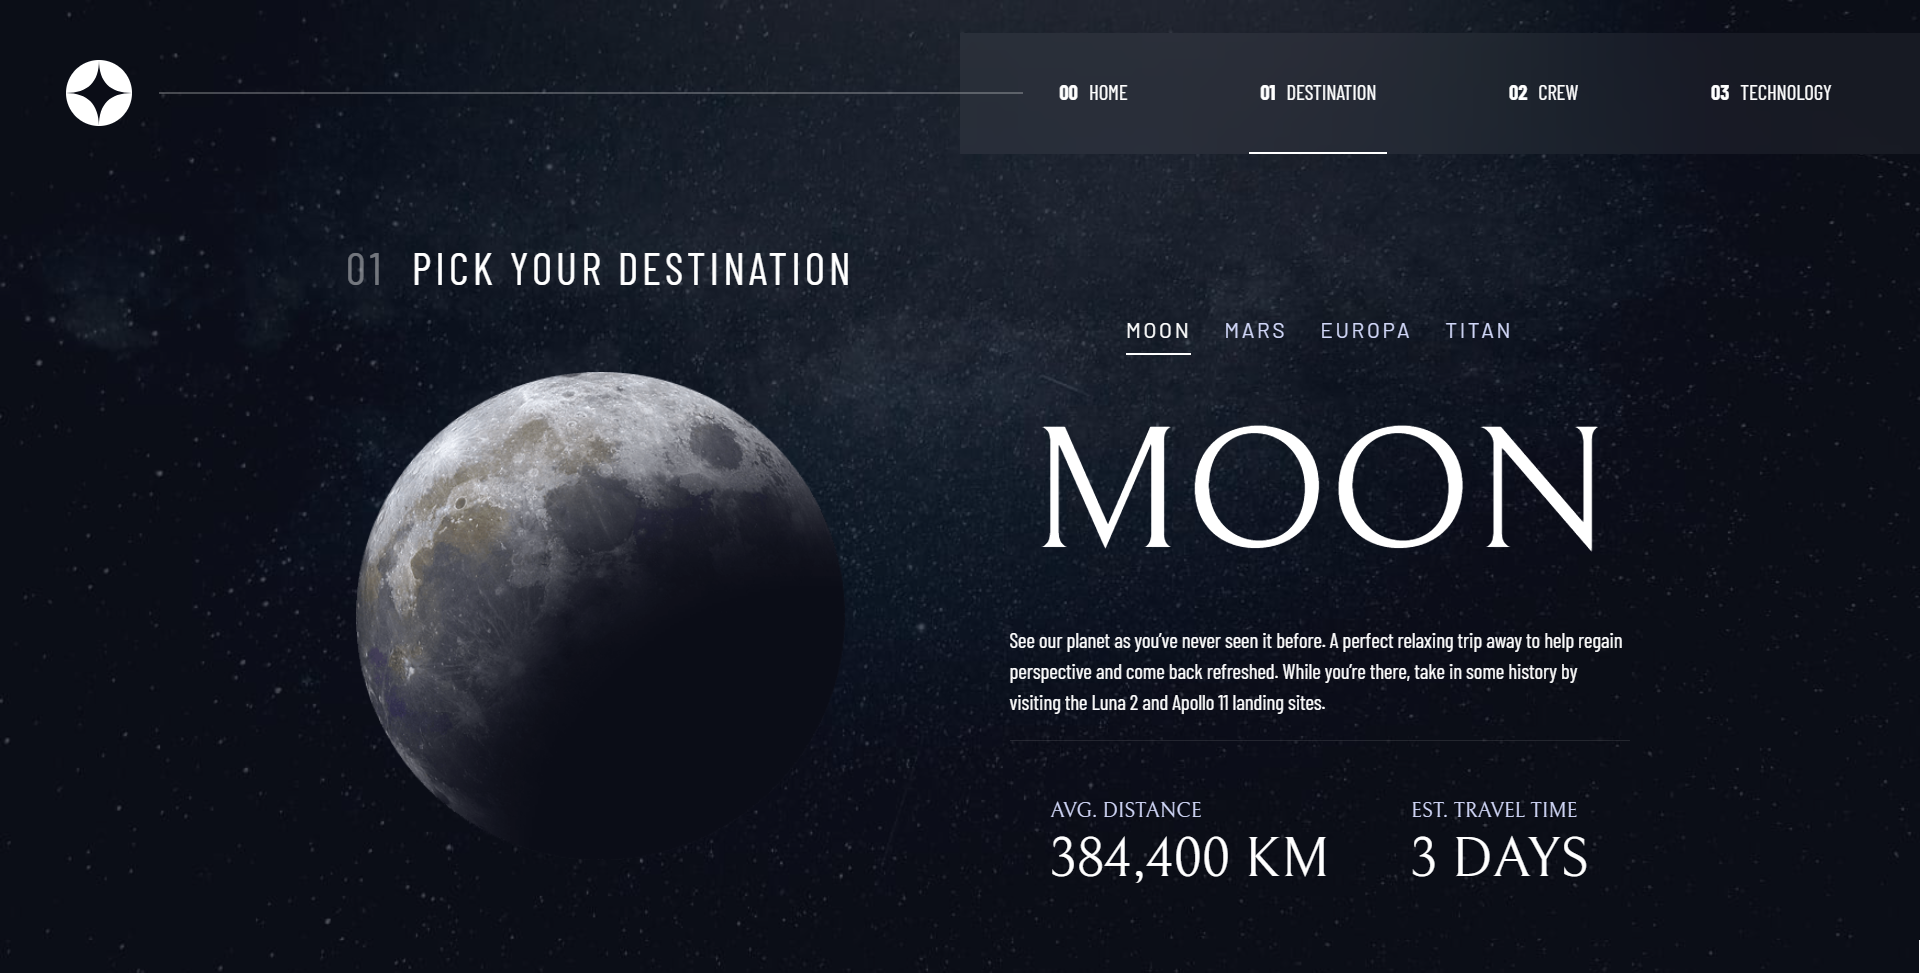 00 HOME
01 DESTINATION
02 CREW
03 TECHNOLOGY
01 PICK YOUR DESTINATION
MOON MARS EUROPA TITAN
MOON
See our planet as you’ve never seen it before. A perfect relaxing trip away to help regain
perspective and come back refreshed. While you’re there, take in some history by
visiting the Luna 2 and Apollo 11 landing sites.
AVG. DISTANCE
384,400 KM
EST. TRAVEL TIME
3 DAYS